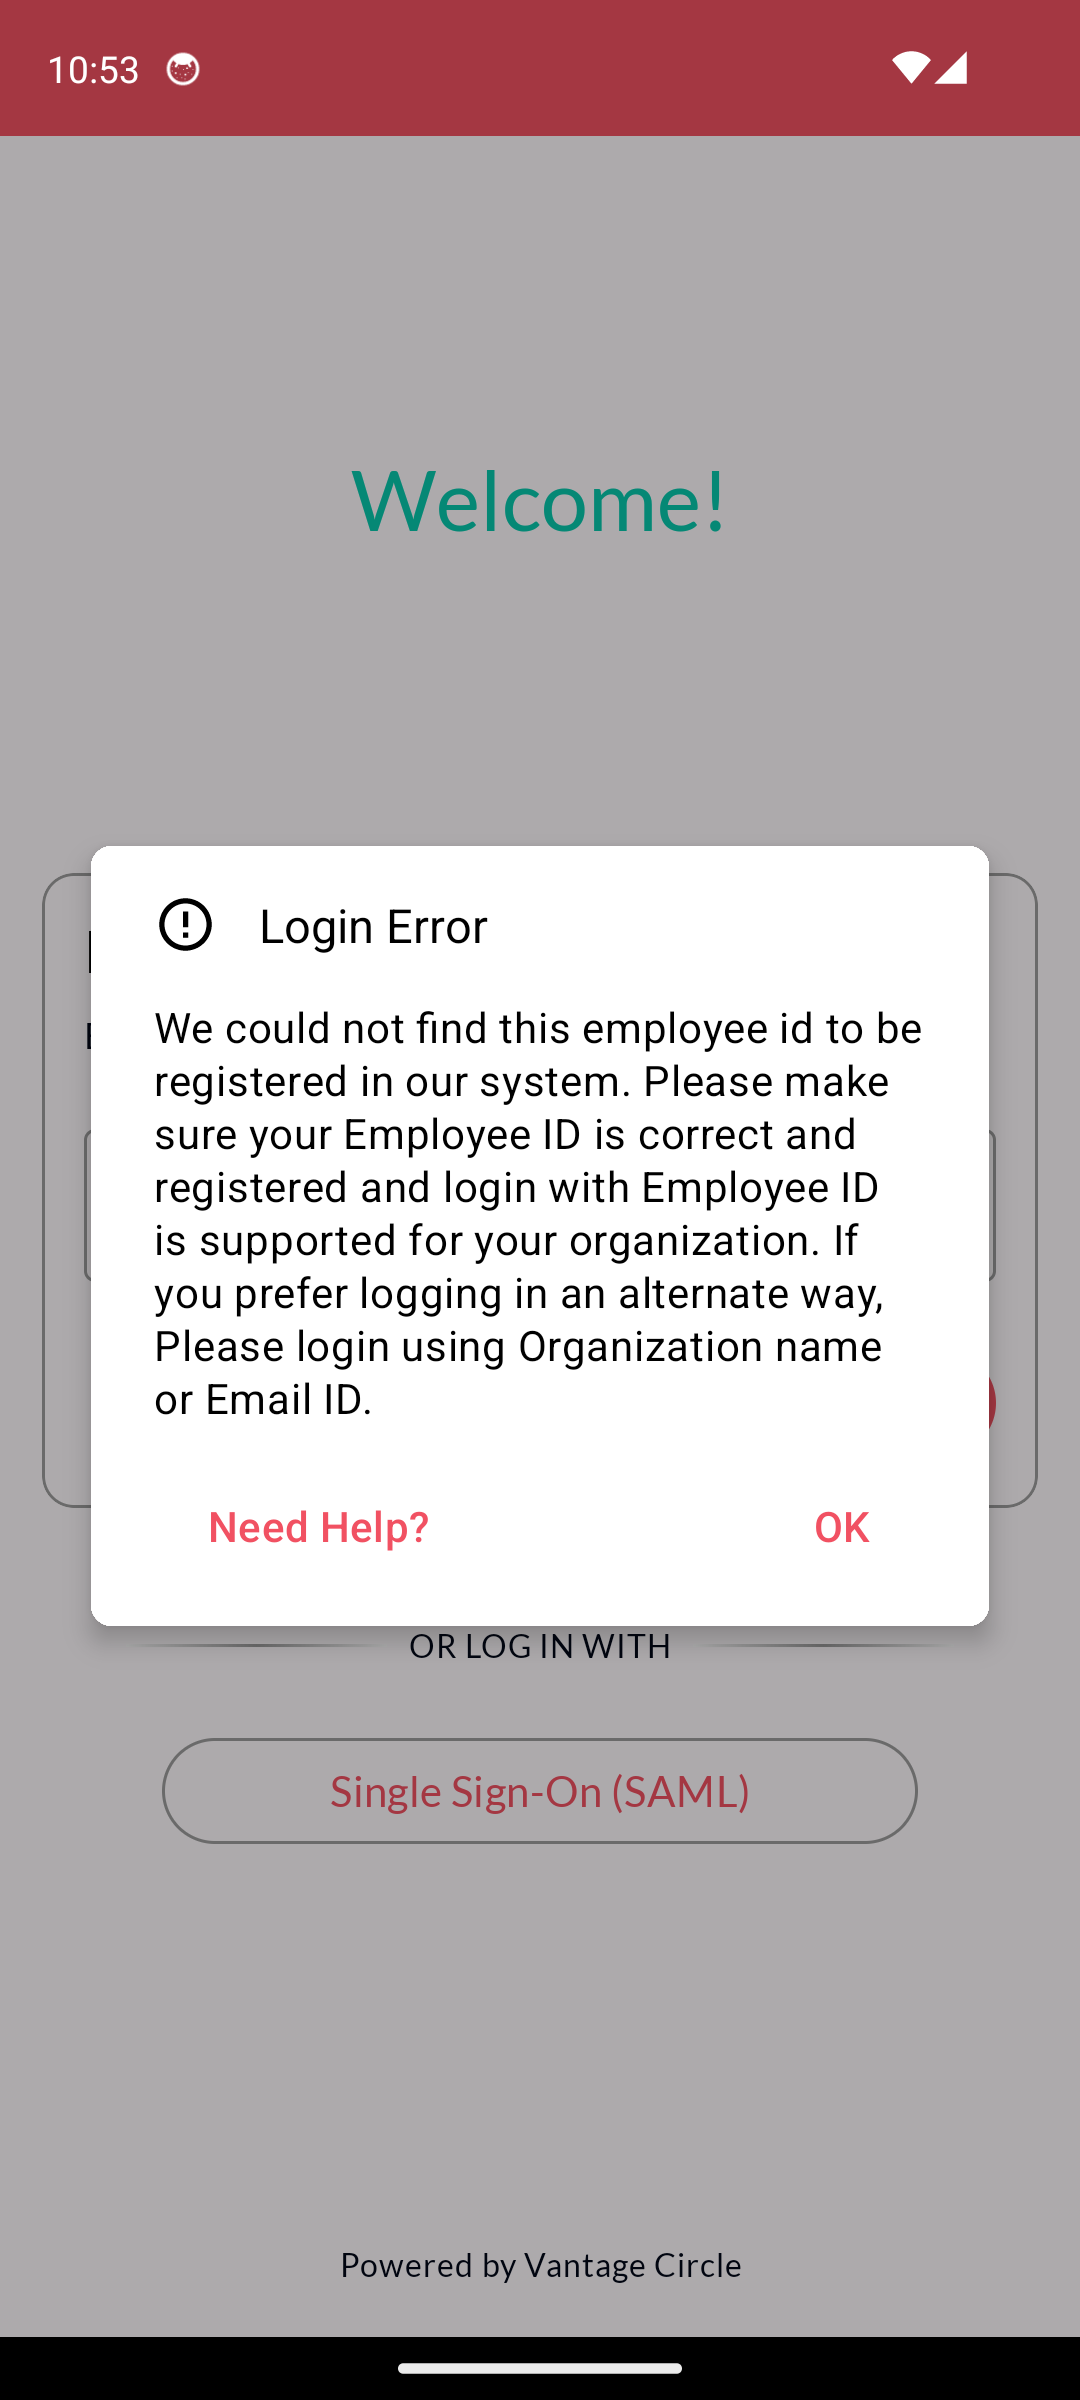 10:53
Welcome!
Login Error
We could not find this employee id to be
registered in our system. Please make
sure your Employee ID is correct and
registered and login with Employee ID
is supported for your organization. If
you prefer logging in an alternate way,
Please login using Organization name
or Email ID.
Need Help?
OK
OR LOG IN WITH
Single Sign-On (SAML)
Powered by Vantage Circle